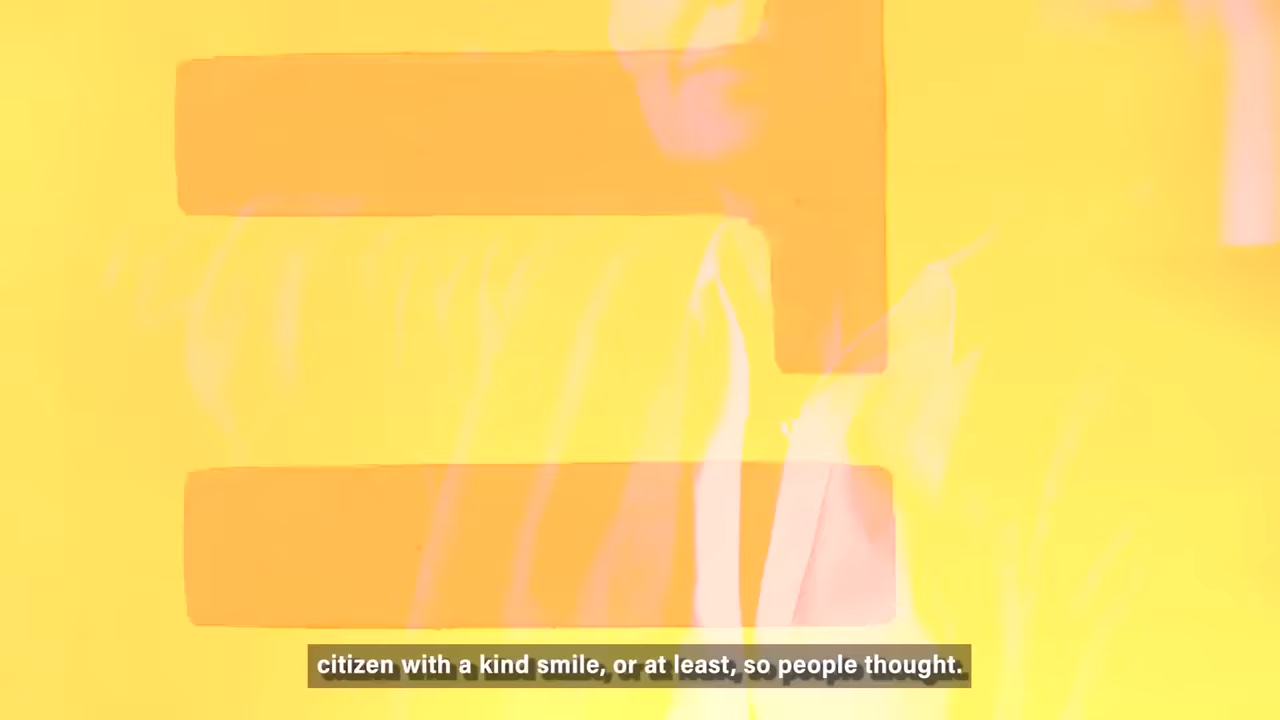 citizen with a kind smile, or at least, so people thought.